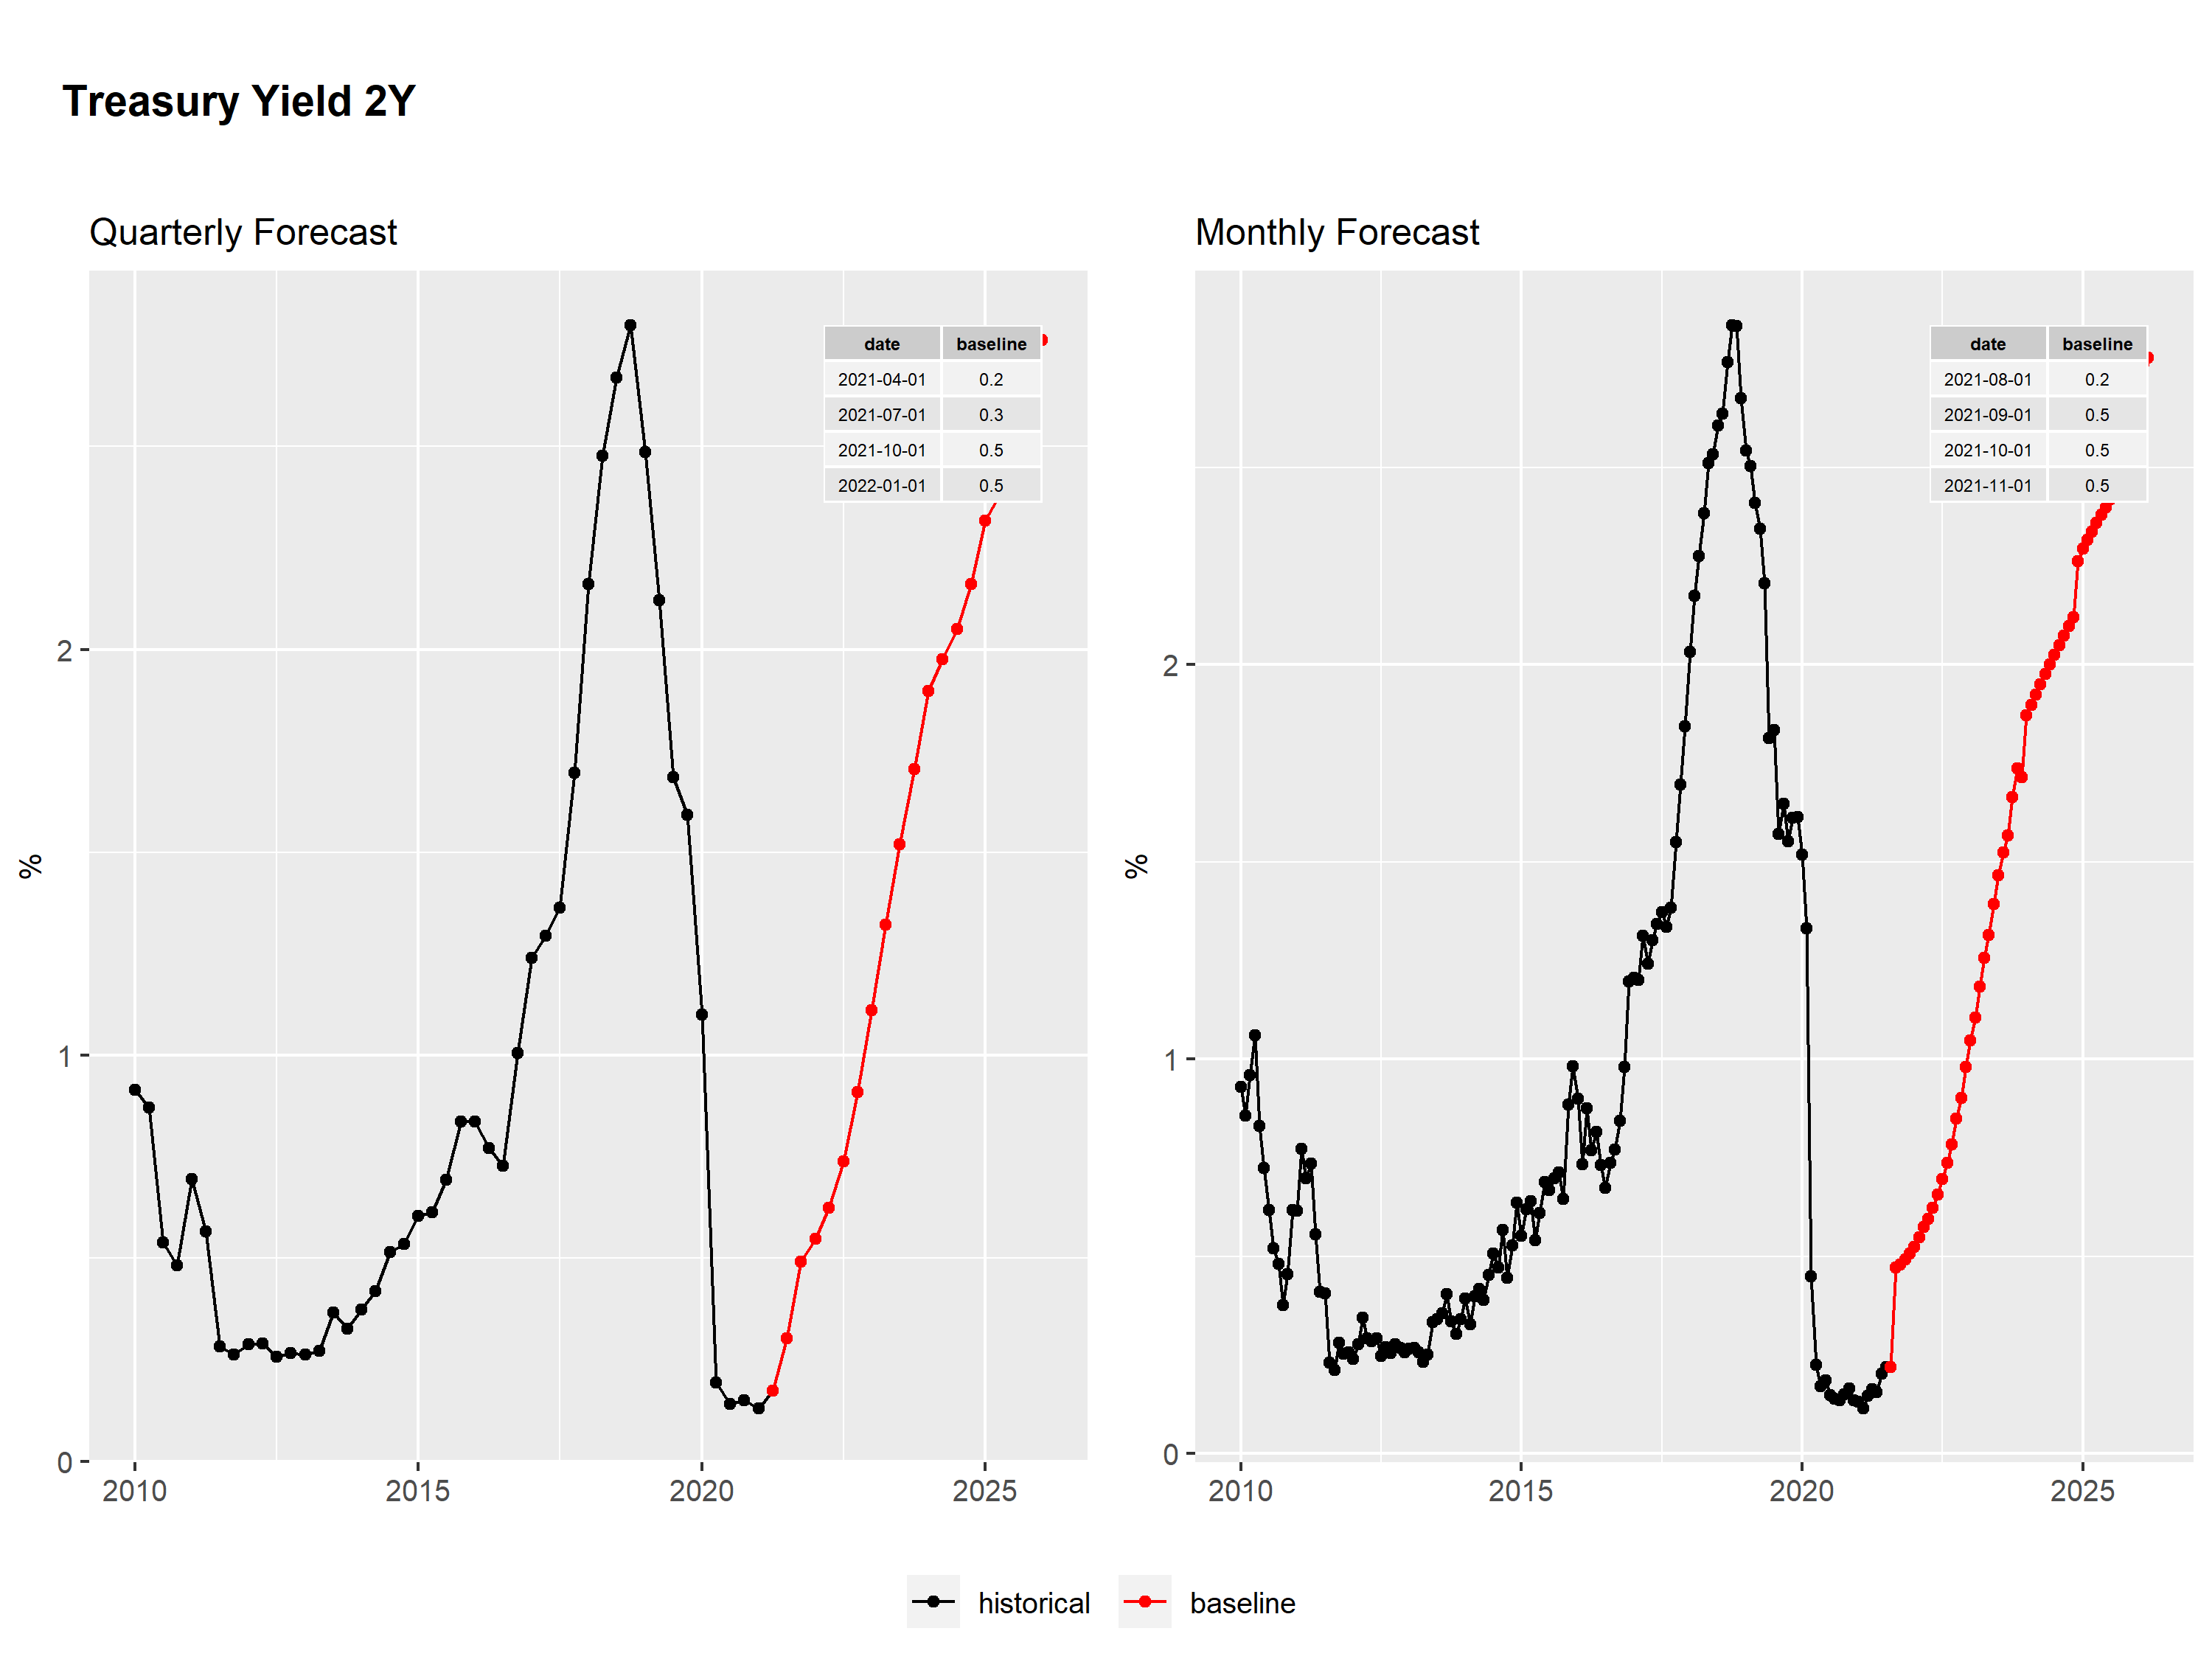 Treasury Yield 2Y
Quarterly Forecast
%
2
1
0
2010 2015 2020 2025
date baseline
2021-04-01 0.2
2021-07-01 0.3
2021-10-01 0.5
2022-01-01 0.5
Monthly Forecast
%
2
1
0
2010 2015 2020 2025
date baseline
2021-08-01 0.2
2021-09-01 0.5
2021-10-01 0.5
2021-11-01 0.5
historical baseline